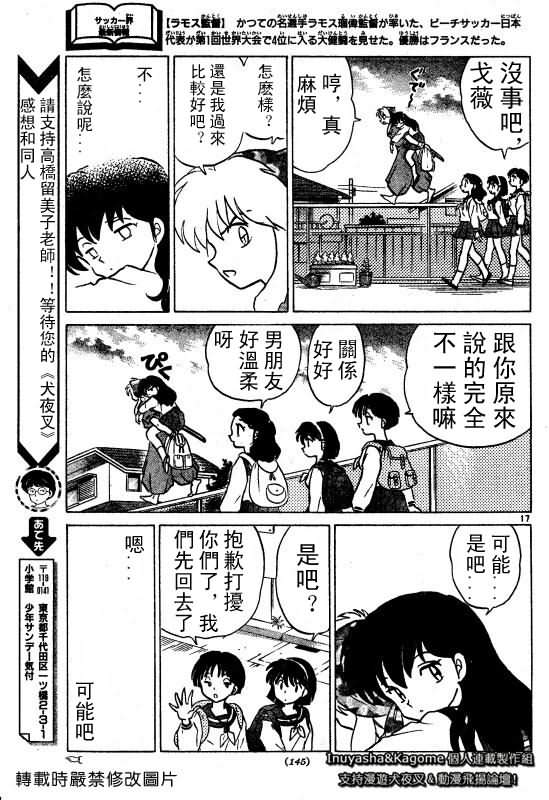 サッカー界
最新情報
【ラモス監督】 かつての名選手ラモス瑠偉監督が率いた、ビーチサッカー日本
代表が第1回世界大会で4位に入る大健闘を見せた。優勝はフランスだった。
沒事吧,
戈薇
ぐで~
哼,真
麻煩
怎麼樣?
還是我過來
比較好吧?
不…
怎麼說呢…
跟你原來
說的完全
不一樣嘛
關係
好好
男朋友
好溫柔
呀
ぴく
17
可能
是吧…
是吧?
抱歉打擾
你們了,我
們先回去了
嗯…
可能吧
請支持高橋留美子老師!!等待您的《犬夜叉》
感想和同人
あて先
〒119-0141 東京都千代田区一ツ橋2-3-1
小学館 少年サンデー気付
(145)
Inuyasha&Kagome 個人連載製作組
支持漫遊犬夜叉&動漫飛揚論壇!
轉載時嚴禁修改圖片